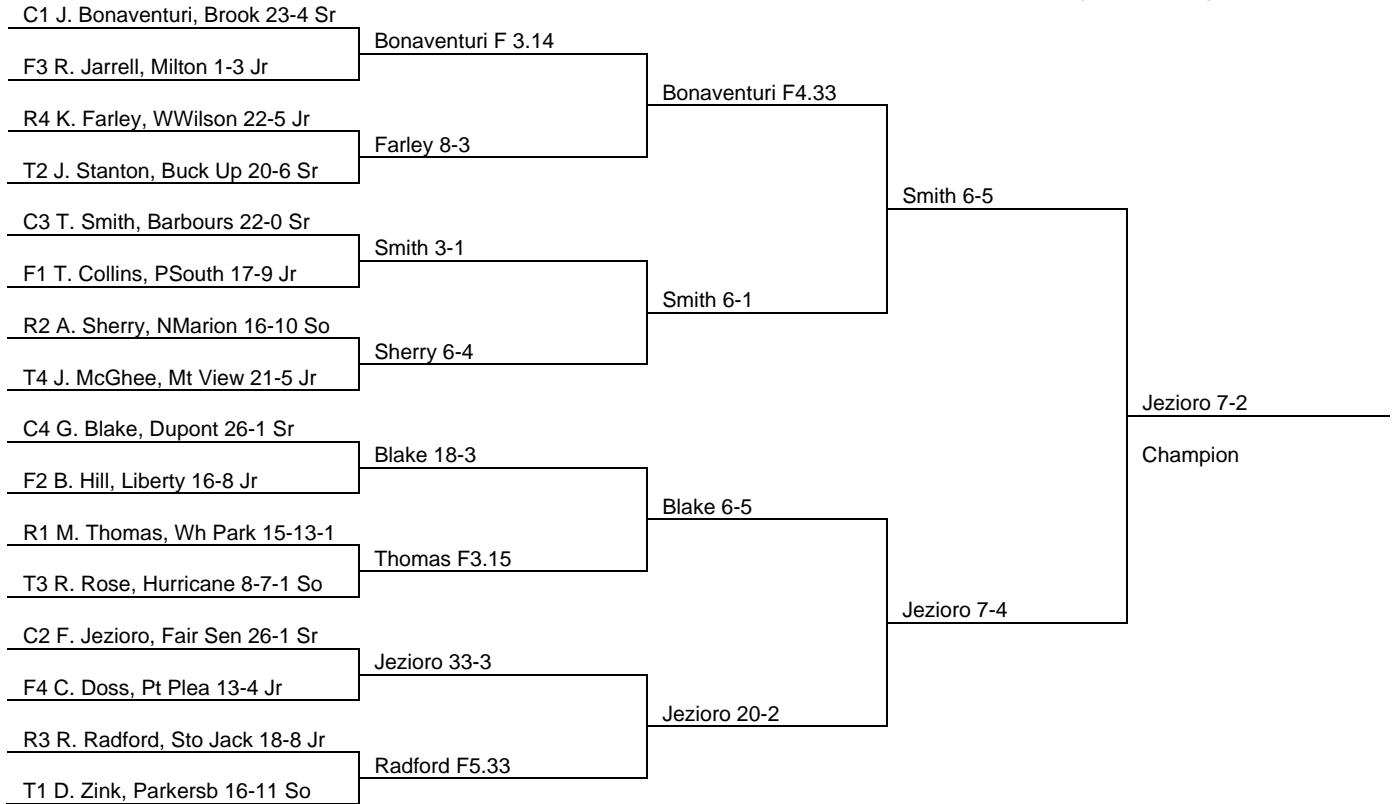 C1 J. Bonaventuri, Brook 23-4 Sr
Bonaventuri F 3.14
F3 R. Jarrell, Milton 1-3 Jr
Bonaventuri F4.33
R4 K. Farley, WWilson 22-5 Jr
Farley 8-3
T2 J. Stanton, Buck Up 20-6 Sr
Smith 6-5
C3 T. Smith, Barbours 22-0 Sr
Smith 3-1
F1 T. Collins, PSouth 17-9 Jr
Smith 6-1
R2 A. Sherry, NMarion 16-10 So
Sherry 6-4
T4 J. McGhee, Mt View 21-5 Jr
Jezioro 7-2
C4 G. Blake, Dupont 26-1 Sr
Blake 18-3
Champion
F2 B. Hill, Liberty 16-8 Jr
Blake 6-5
R1 M. Thomas, Wh Park 15-13-1
Thomas F3.15
T3 R. Rose, Hurricane 8-7-1 So
Jezioro 7-4
C2 F. Jezioro, Fair Sen 26-1 Sr
Jezioro 33-3
F4 C. Doss, Pt Plea 13-4 Jr
Jezioro 20-2
R3 R. Radford, Sto Jack 18-8 Jr
Radford F5.33
T1 D. Zink, Parkersb 16-11 So